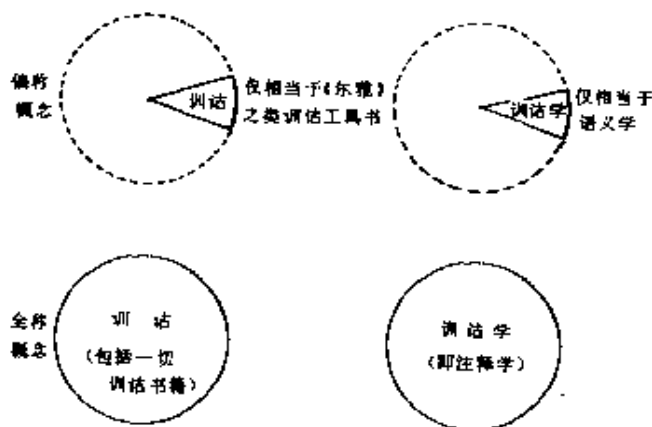 偏称
概念
训诂
仅相当于《尔雅》
之类训诂工具书
训诂学
仅相当于
语义学
全称
概念
训 诂
（包括一切
训诂书籍）
训 诂 学
（即注释学）